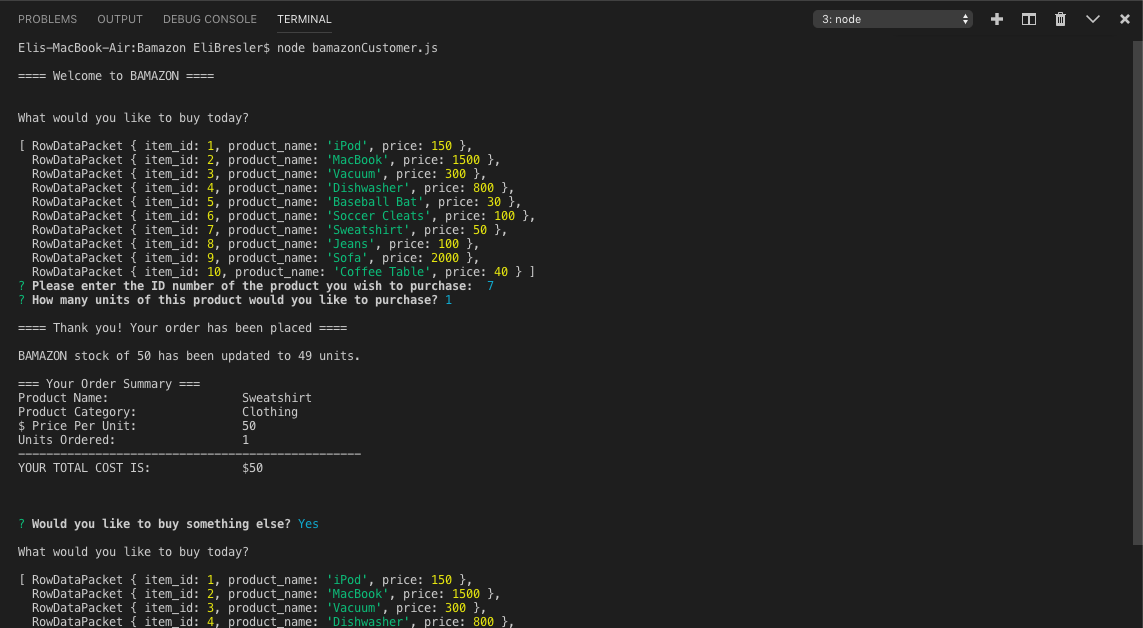 PROBLEMS OUTPUT DEBUG CONSOLE TERMINAL 3: node
Elis-MacBook-Air:Bamazon EliBresler$ node bamazonCustomer.js
==== Welcome to BAMAZON ====
What would you like to buy today?
[ RowDataPacket { item_id: 1, product_name: 'iPod', price: 150 },
RowDataPacket { item_id: 2, product_name: 'MacBook', price: 1500 },
RowDataPacket { item_id: 3, product_name: 'Vacuum', price: 300 },
RowDataPacket { item_id: 4, product_name: 'Dishwasher', price: 800 },
RowDataPacket { item_id: 5, product_name: 'Baseball Bat', price: 30 },
RowDataPacket { item_id: 6, product_name: 'Soccer Cleats', price: 100 },
RowDataPacket { item_id: 7, product_name: 'Sweatshirt', price: 50 },
RowDataPacket { item_id: 8, product_name: 'Jeans', price: 100 },
RowDataPacket { item_id: 9, product_name: 'Sofa', price: 2000 },
RowDataPacket { item_id: 10, product_name: 'Coffee Table', price: 40 } ]
? Please enter the ID number of the product you wish to purchase: 7
? How many units of this product would you like to purchase? 1
==== Thank you! Your order has been placed ====
BAMAZON stock of 50 has been updated to 49 units.
=== Your Order Summary ===
Product Name: Sweatshirt
Product Category: Clothing
$ Price Per Unit: 50
Units Ordered: 1
-------------------------------------------------
YOUR TOTAL COST IS: $50
? Would you like to buy something else? Yes
What would you like to buy today?
[ RowDataPacket { item_id: 1, product_name: 'iPod', price: 150 },
RowDataPacket { item_id: 2, product_name: 'MacBook', price: 1500 },
RowDataPacket { item_id: 3, product_name: 'Vacuum', price: 300 },
RowDataPacket { item_id: 4, product_name: 'Dishwasher', price: 800 },